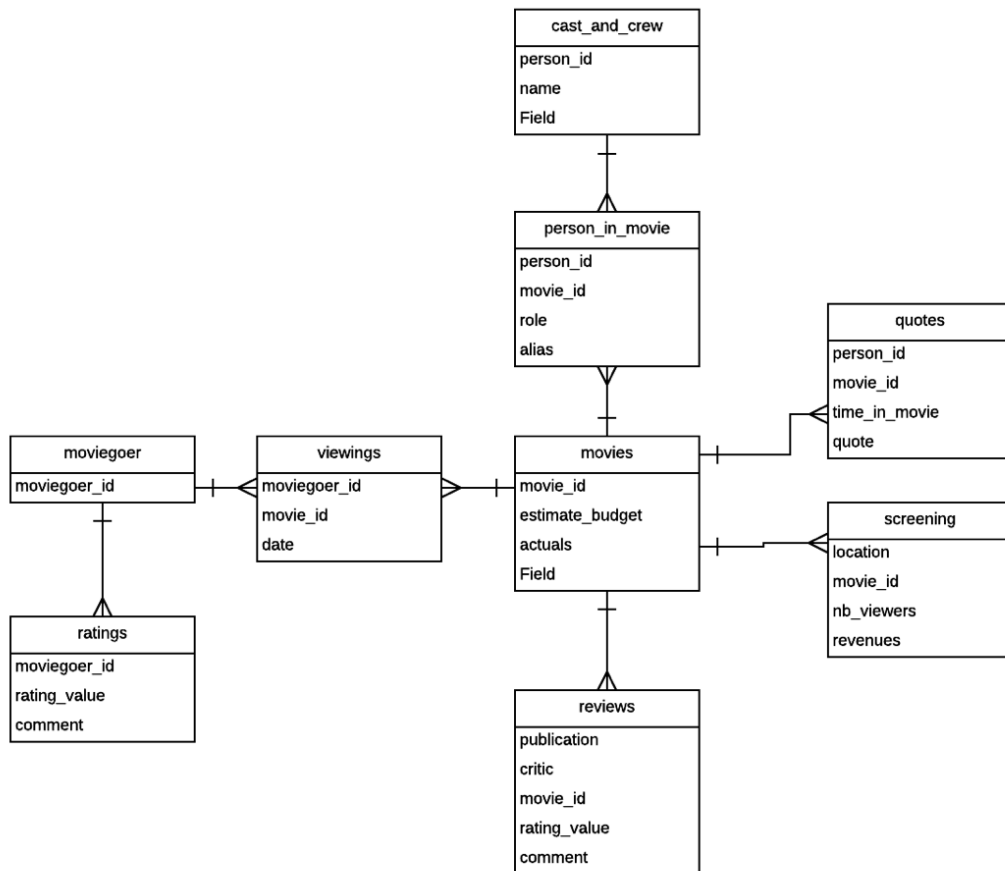 cast_and_crew
person_id
name
Field
person_in_movie
person_id
movie_id
role
alias
quotes
person_id
movie_id
time_in_movie
quote
moviegoer
moviegoer_id
viewings
moviegoer_id
movie_id
date
movies
movie_id
estimate_budget
actuals
Field
screening
location
movie_id
nb_viewers
revenues
ratings
moviegoer_id
rating_value
comment
reviews
publication
critic
movie_id
rating_value
comment